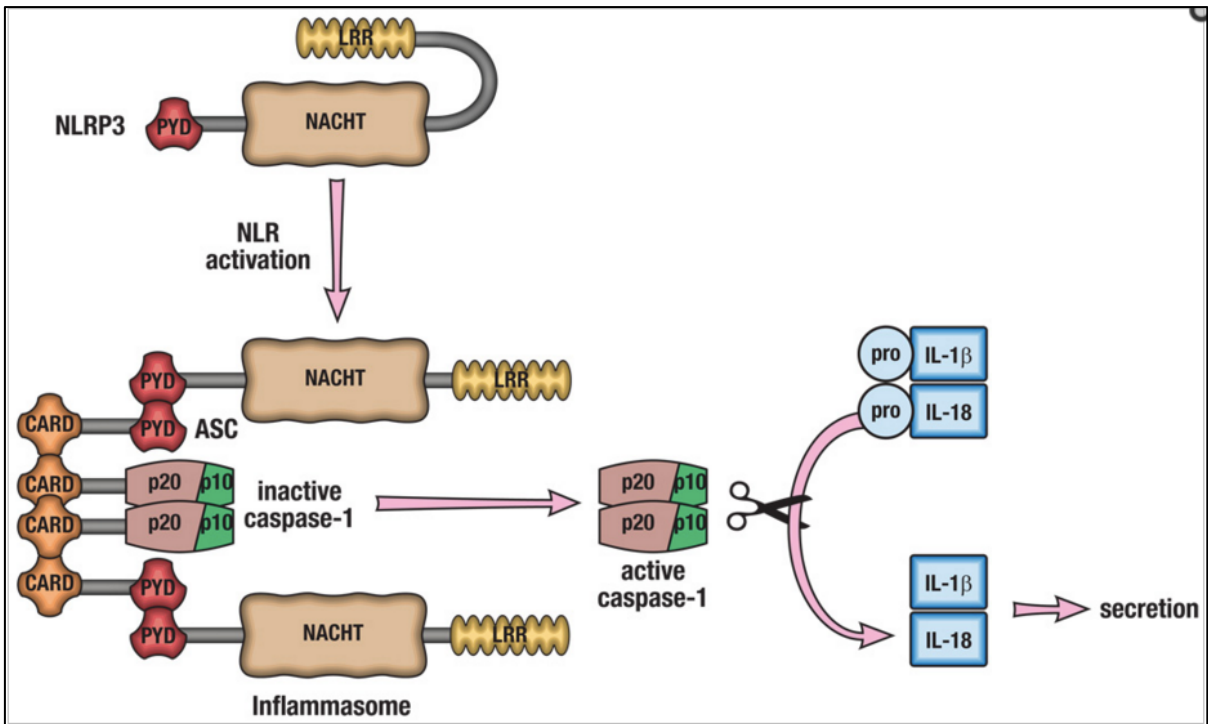 LRR
NLRP3 PYD NACHT
NLR
activation
PYD NACHT LRR
CARD PYD ASC
CARD p20 p10 inactive
CARD p20 p10 caspase-1
CARD PYD
PYD NACHT LRR
Inflammasome
p20 p10
p20 p10
active
caspase-1
pro IL-1β
pro IL-18
IL-1β
IL-18
secretion